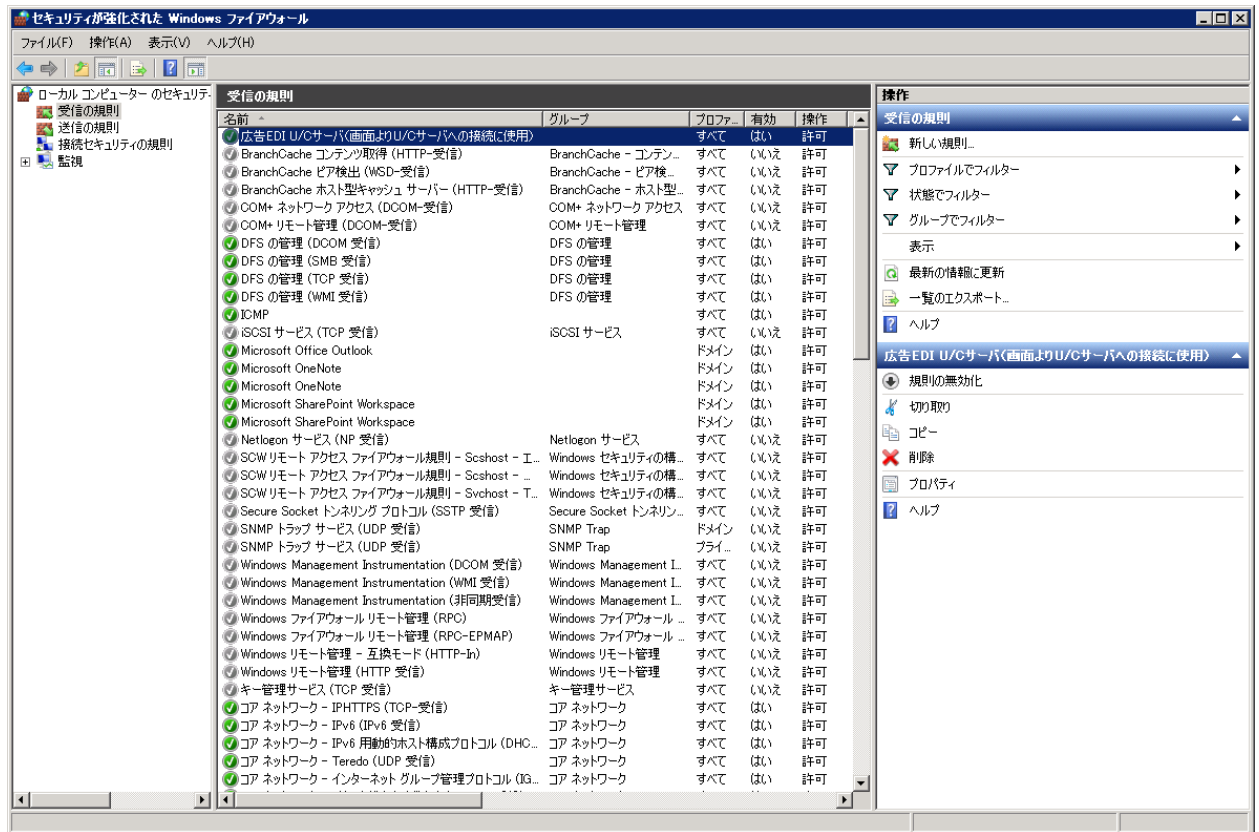 セキュリティが強化された Windows ファイアウォール
ファイル(F) 操作(A) 表示(V) ヘルプ(H)
ローカル コンピューター のセキュリテ
受信の規則
送信の規則
接続セキュリティの規則
監視
受信の規則
名前 グループ プロファ... 有効 操作
広告EDI U/Cサーバ(画面よりU/Cサーバへの接続に使用) すべて はい 許可
BranchCache コンテンツ取得 (HTTP-受信) BranchCache - コンテン... すべて いいえ 許可
BranchCache ピア検出 (WSD-受信) BranchCache - ピア検... すべて いいえ 許可
BranchCache ホスト型キャッシュ サーバー (HTTP-受信) BranchCache - ホスト型... すべて いいえ 許可
COM+ ネットワーク アクセス (DCOM-受信) COM+ ネットワーク アクセス すべて いいえ 許可
COM+ リモート管理 (DCOM-受信) COM+ リモート管理 すべて いいえ 許可
DFS の管理 (DCOM 受信) DFS の管理 すべて はい 許可
DFS の管理 (SMB 受信) DFS の管理 すべて はい 許可
DFS の管理 (TCP 受信) DFS の管理 すべて はい 許可
DFS の管理 (WMI 受信) DFS の管理 すべて はい 許可
ICMP すべて はい 許可
iSCSI サービス (TCP 受信) iSCSI サービス すべて いいえ 許可
Microsoft Office Outlook ドメイン はい 許可
Microsoft OneNote ドメイン はい 許可
Microsoft OneNote ドメイン はい 許可
Microsoft SharePoint Workspace ドメイン はい 許可
Microsoft SharePoint Workspace ドメイン はい 許可
Netlogon サービス (NP 受信) Netlogon サービス すべて いいえ 許可
SCW リモート アクセス ファイアウォール規則 - Scshost - エ... Windows セキュリティの構... すべて いいえ 許可
SCW リモート アクセス ファイアウォール規則 - Scshost - ... Windows セキュリティの構... すべて いいえ 許可
SCW リモート アクセス ファイアウォール規則 - Svchost - T... Windows セキュリティの構... すべて いいえ 許可
Secure Socket トンネリング プロトコル (SSTP 受信) Secure Socket トンネリン... すべて いいえ 許可
SNMP トラップ サービス (UDP 受信) SNMP Trap ドメイン いいえ 許可
SNMP トラップ サービス (UDP 受信) SNMP Trap プライ... いいえ 許可
Windows Management Instrumentation (DCOM 受信) Windows Management I... すべて いいえ 許可
Windows Management Instrumentation (WMI 受信) Windows Management I... すべて いいえ 許可
Windows Management Instrumentation (非同期受信) Windows Management I... すべて いいえ 許可
Windows ファイアウォール リモート管理 (RPC) Windows ファイアウォール ... すべて いいえ 許可
Windows ファイアウォール リモート管理 (RPC-EPMAP) Windows ファイアウォール ... すべて いいえ 許可
Windows リモート管理 - 互換モード (HTTP-In) Windows リモート管理 すべて いいえ 許可
Windows リモート管理 (HTTP 受信) Windows リモート管理 すべて いいえ 許可
キー管理サービス (TCP 受信) キー管理サービス すべて いいえ 許可
コア ネットワーク - IPHTTPS (TCP-受信) コア ネットワーク すべて はい 許可
コア ネットワーク - IPv6 (IPv6 受信) コア ネットワーク すべて はい 許可
コア ネットワーク - IPv6 用動的ホスト構成プロトコル (DHC... コア ネットワーク すべて はい 許可
コア ネットワーク - Teredo (UDP 受信) コア ネットワーク すべて はい 許可
コア ネットワーク - インターネット グループ管理プロトコル (IG... コア ネットワーク すべて はい 許可
操作
受信の規則
新しい規則...
プロファイルでフィルター
状態でフィルター
グループでフィルター
表示
最新の情報に更新
一覧のエクスポート...
ヘルプ
広告EDI U/Cサーバ(画面よりU/Cサーバへの接続に使用)
規則の無効化
切り取り
コピー
削除
プロパティ
ヘルプ